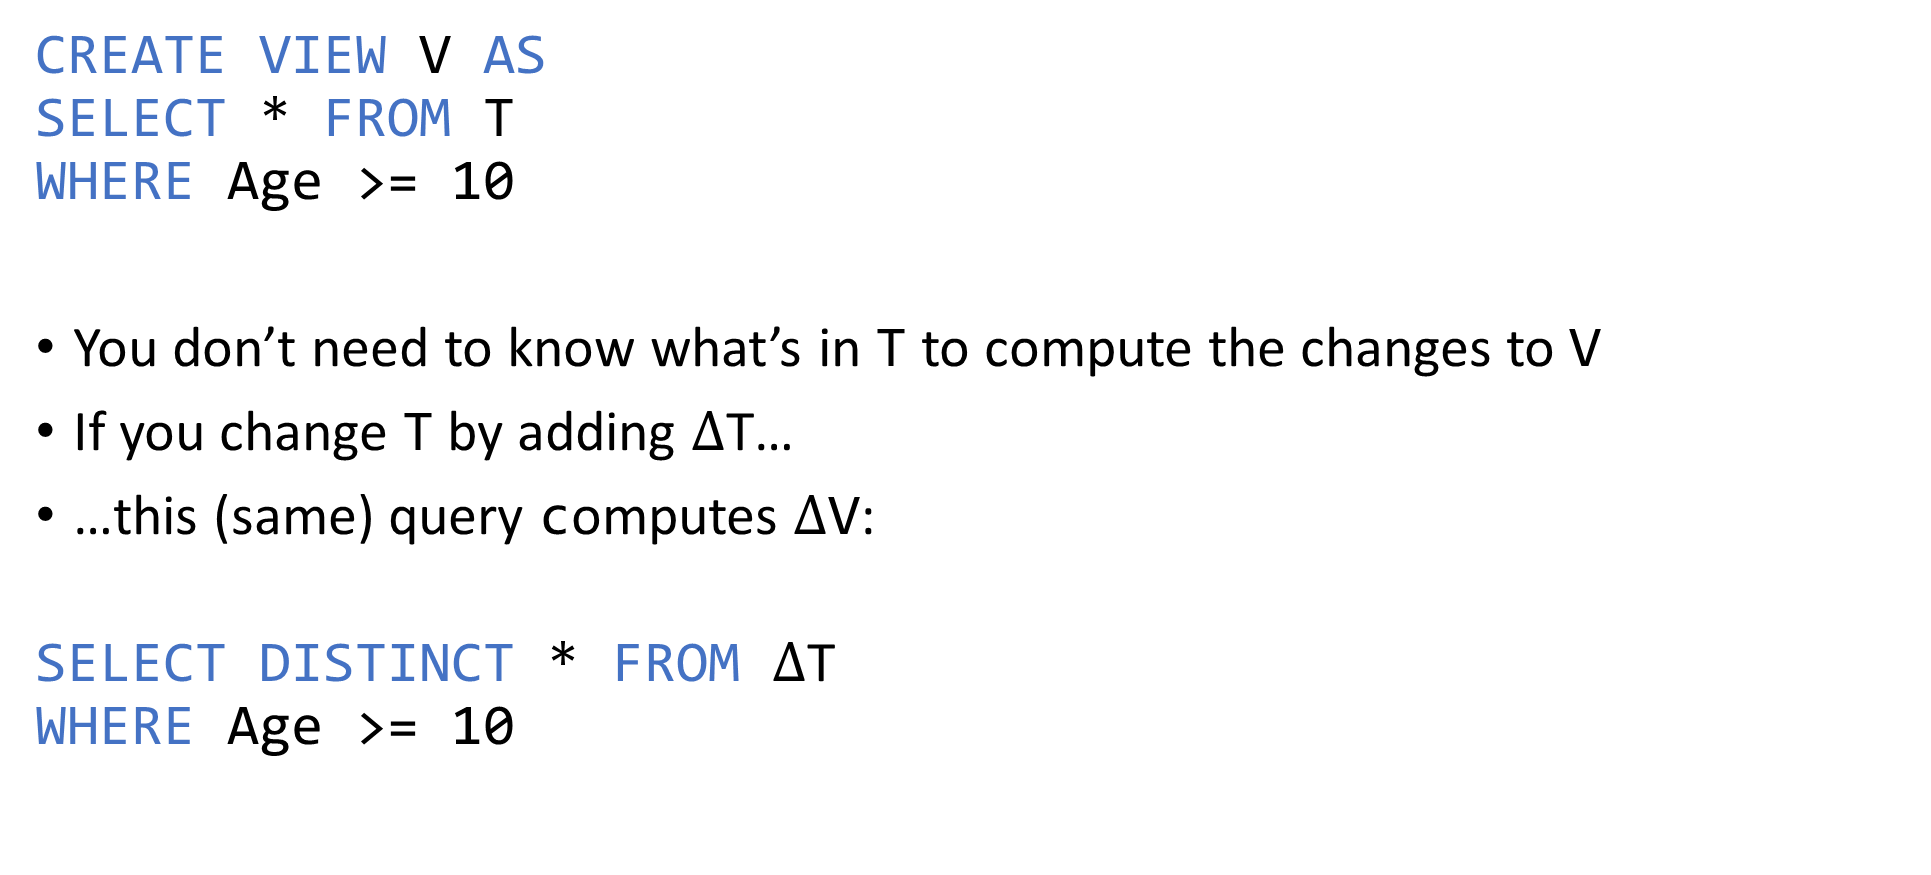 CREATE VIEW V AS
SELECT * FROM T
WHERE Age >= 10
• You don’t need to know what’s in T to compute the changes to V
• If you change T by adding ΔT…
• …this (same) query computes ΔV:
SELECT DISTINCT * FROM ΔT
WHERE Age >= 10